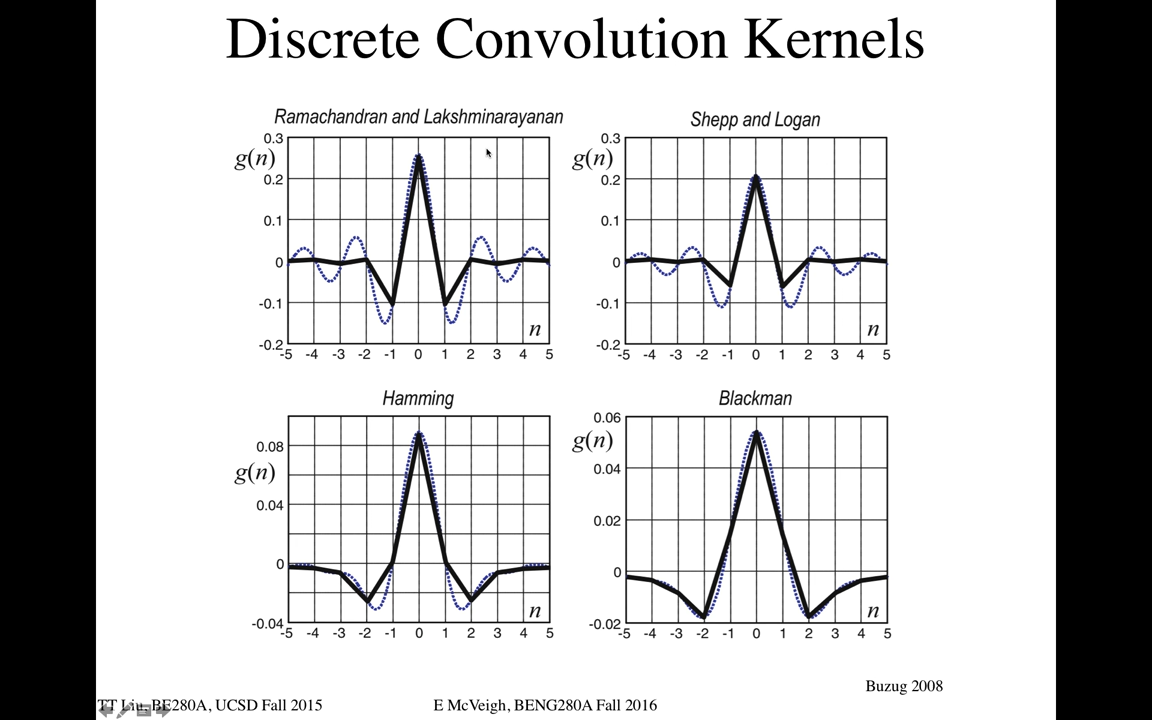 Discrete Convolution Kernels
Ramachandran and Lakshminarayanan
Shepp and Logan
0.3
g(n)
0.2
0.1
0
-0.1
n
-0.2
-5 -4 -3 -2 -1 0 1 2 3 4 5
0.3
g(n)
0.2
0.1
0
-0.1
n
-0.2
-5 -4 -3 -2 -1 0 1 2 3 4 5
Hamming
Blackman
0.08
g(n)
0.04
0
n
-0.04
-5 -4 -3 -2 -1 0 1 2 3 4 5
0.06
g(n)
0.04
0.02
0
n
-0.02
-5 -4 -3 -2 -1 0 1 2 3 4 5
Buzug 2008
TT Liu, BE280A, UCSD Fall 2015
E McVeigh, BENG280A Fall 2016